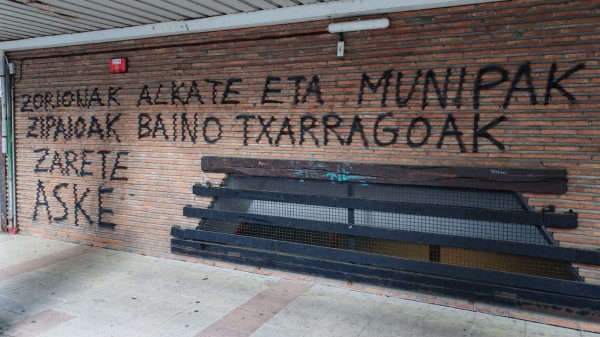 ZORIONAK ALKATE ETA MUNIPAK
ZIPAIOAK BAINO TXARRAGOAK
ZARETE
ASKE